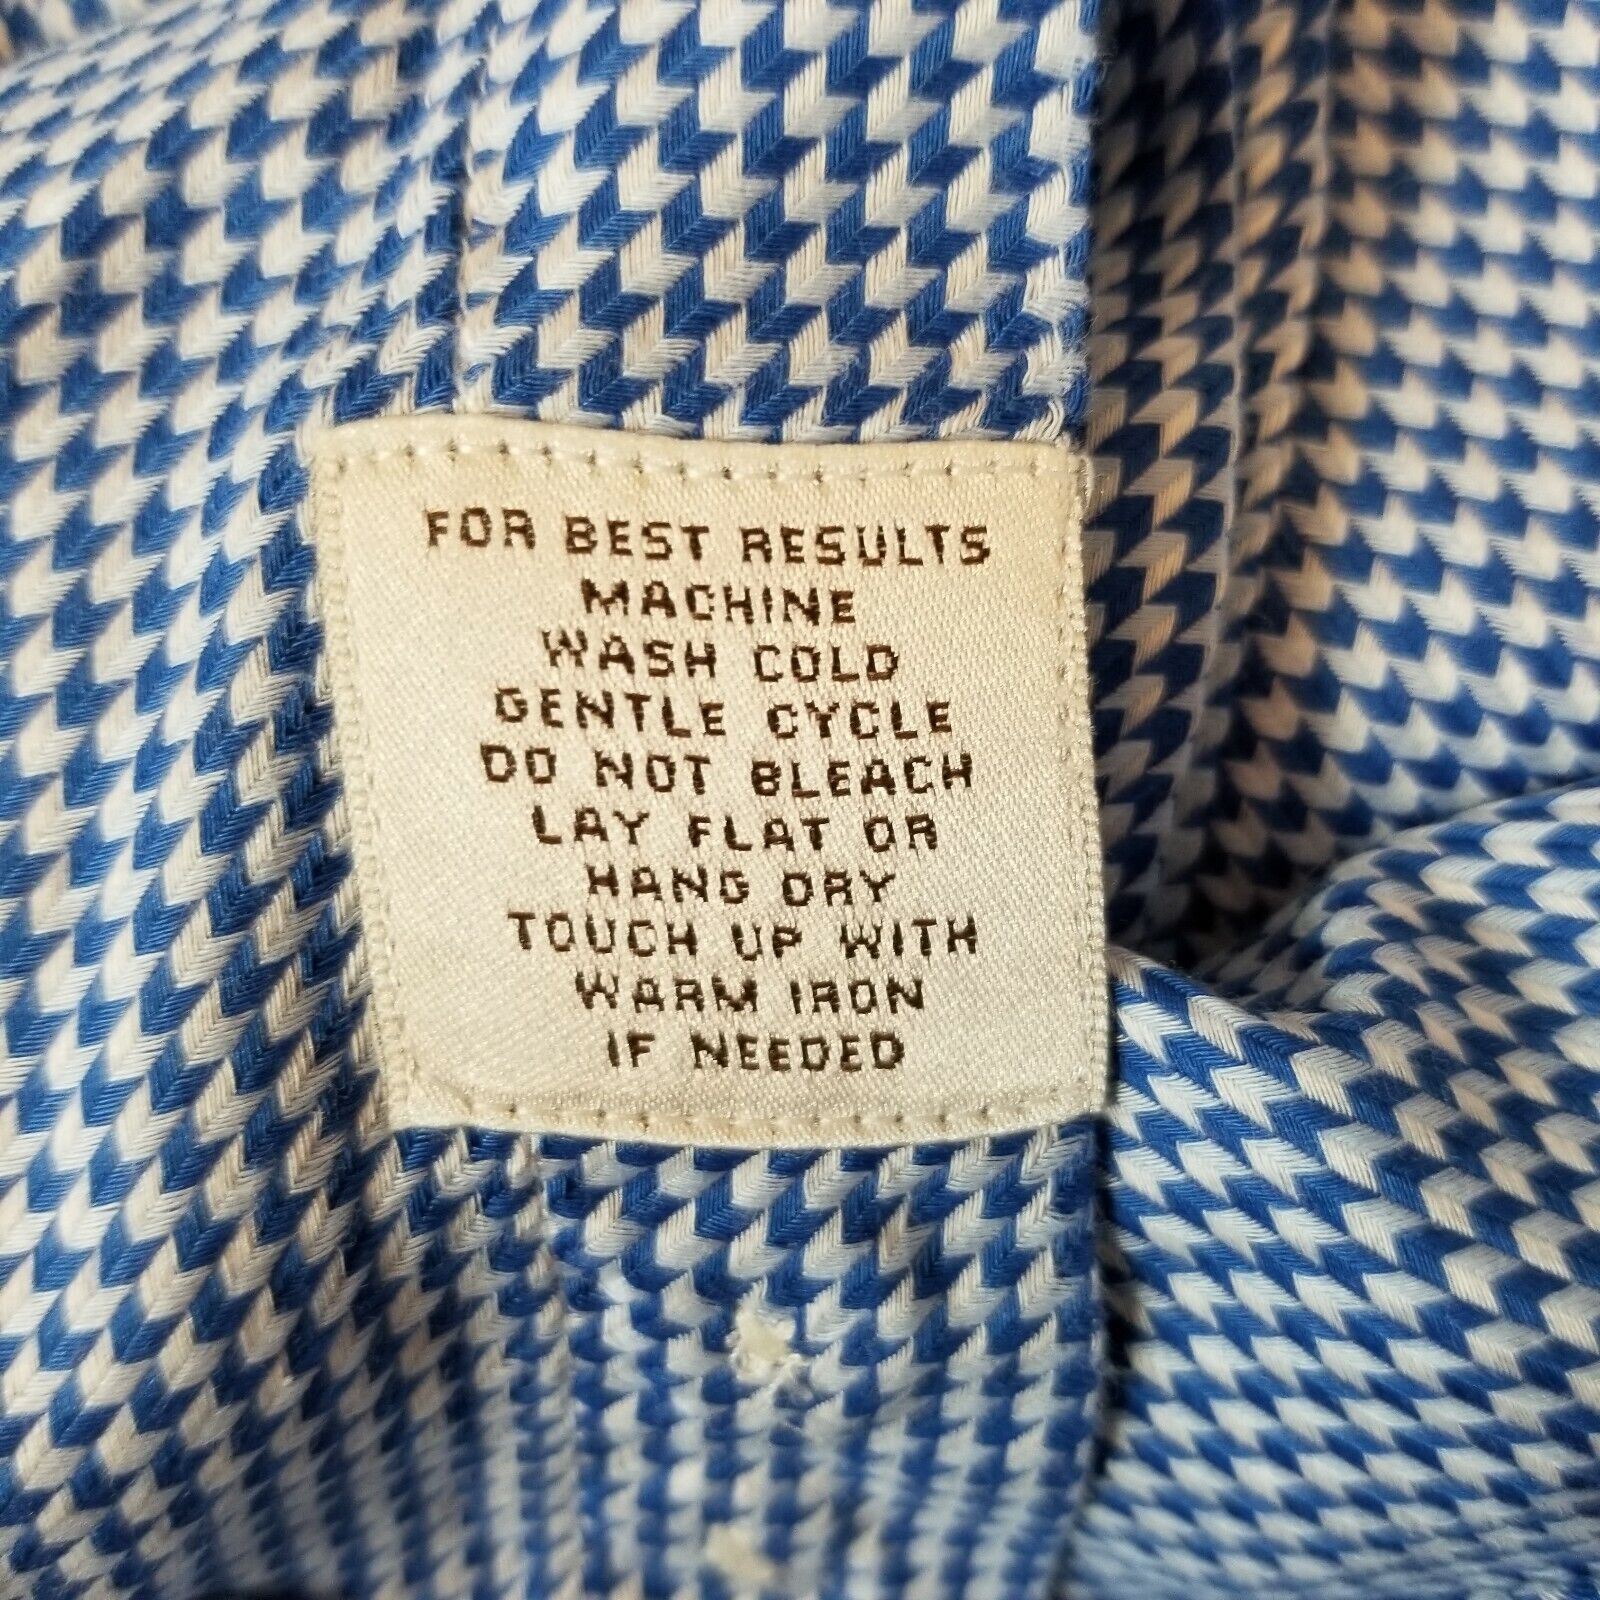 FOR BEST RESULTS
MACHINE
WASH COLD
GENTLE CYCLE
DO NOT BLEACH
LAY FLAT OR
HANG DRY
TOUCH UP WITH
WARM IRON
IF NEEDED